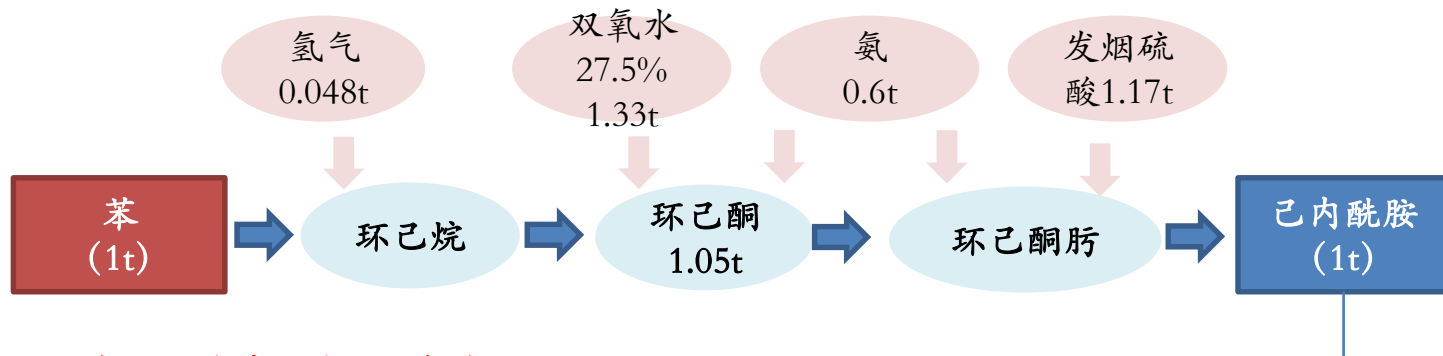 氢气
0.048t
双氧水
27.5%
1.33t
氨
0.6t
发烟硫
酸1.17t
苯
(1t)
环己烷
环己酮
1.05t
环己酮肟
己内酰胺
(1t)